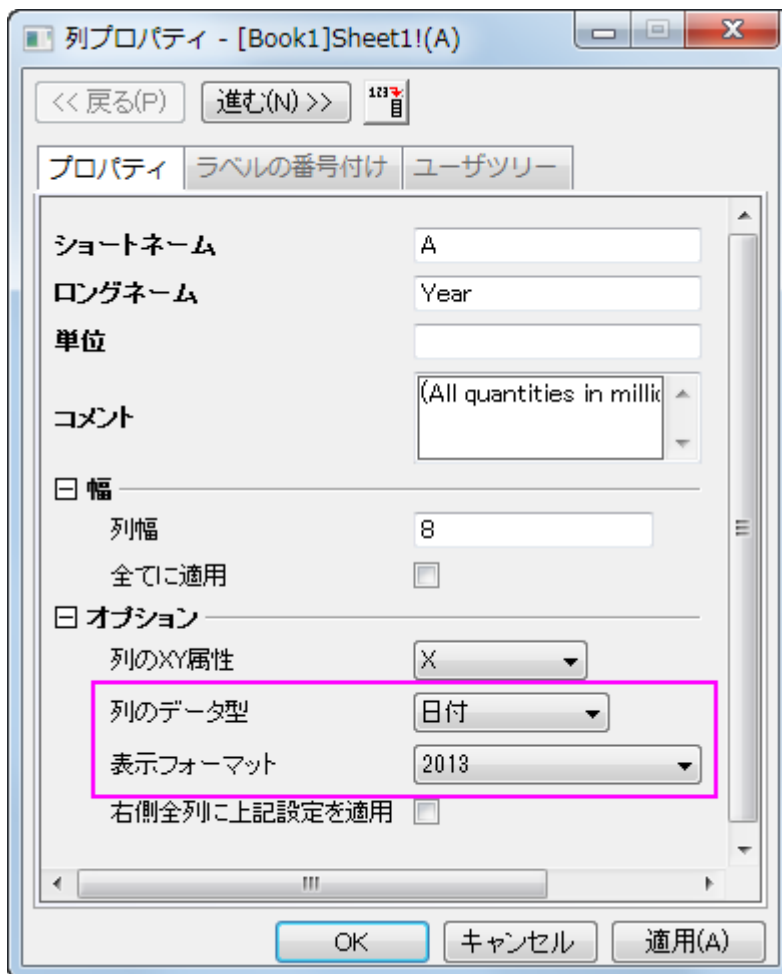 列プロパティ - [Book1]Sheet1!(A)
<< 戻る(P) 進む(N) >> 123
プロパティ ラベルの番号付け ユーザツリー
ショートネーム A
ロングネーム Year
単位
コメント (All quantities in millic
幅
列幅 8
全てに適用
オプション
列のXY属性 X
列のデータ型 日付
表示フォーマット 2013
右側全列に上記設定を適用
OK キャンセル 適用(A)